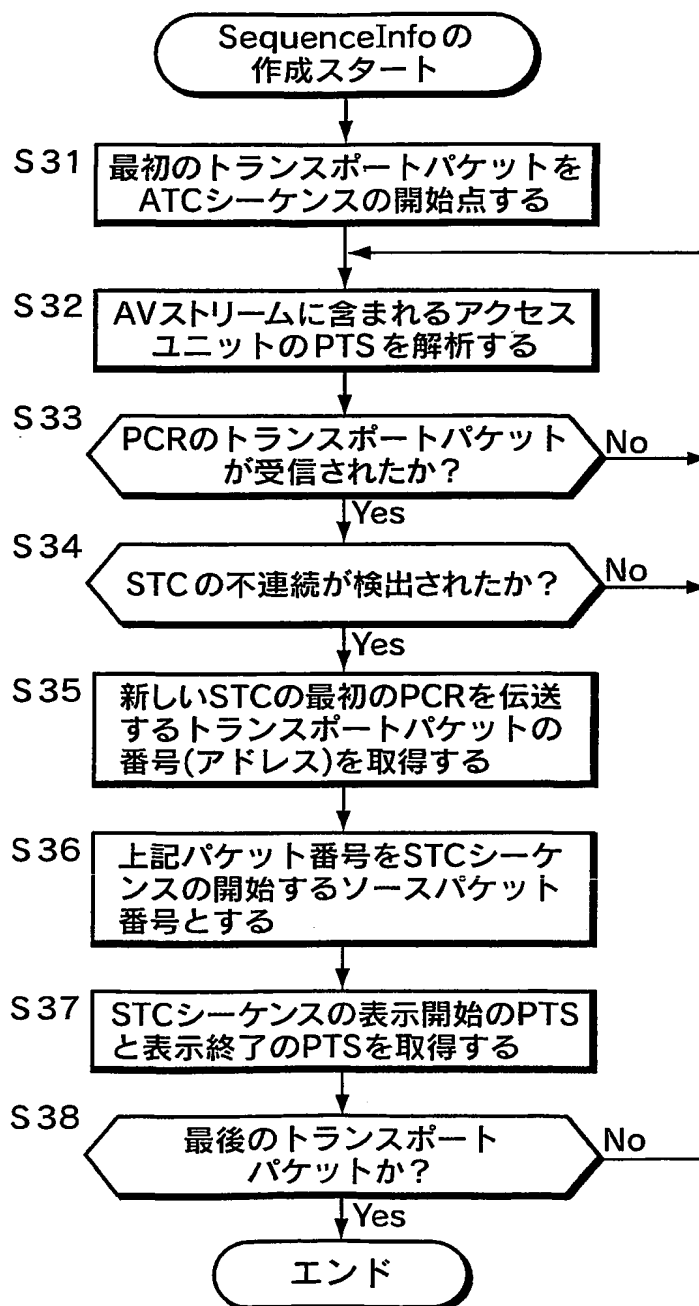 SequenceInfoの
作成スタート
S31
最初のトランスポートパケットを
ATCシーケンスの開始点する
S32
AVストリームに含まれるアクセス
ユニットのPTSを解析する
S33
PCRのトランスポートパケット
が受信されたか？
No
Yes
S34
STCの不連続が検出されたか？
No
Yes
S35
新しいSTCの最初のPCRを伝送
するトランスポートパケットの
番号(アドレス)を取得する
S36
上記パケット番号をSTCシーケ
ンスの開始するソースパケット
番号とする
S37
STCシーケンスの表示開始のPTS
と表示終了のPTSを取得する
S38
最後のトランスポート
パケットか？
No
Yes
エンド